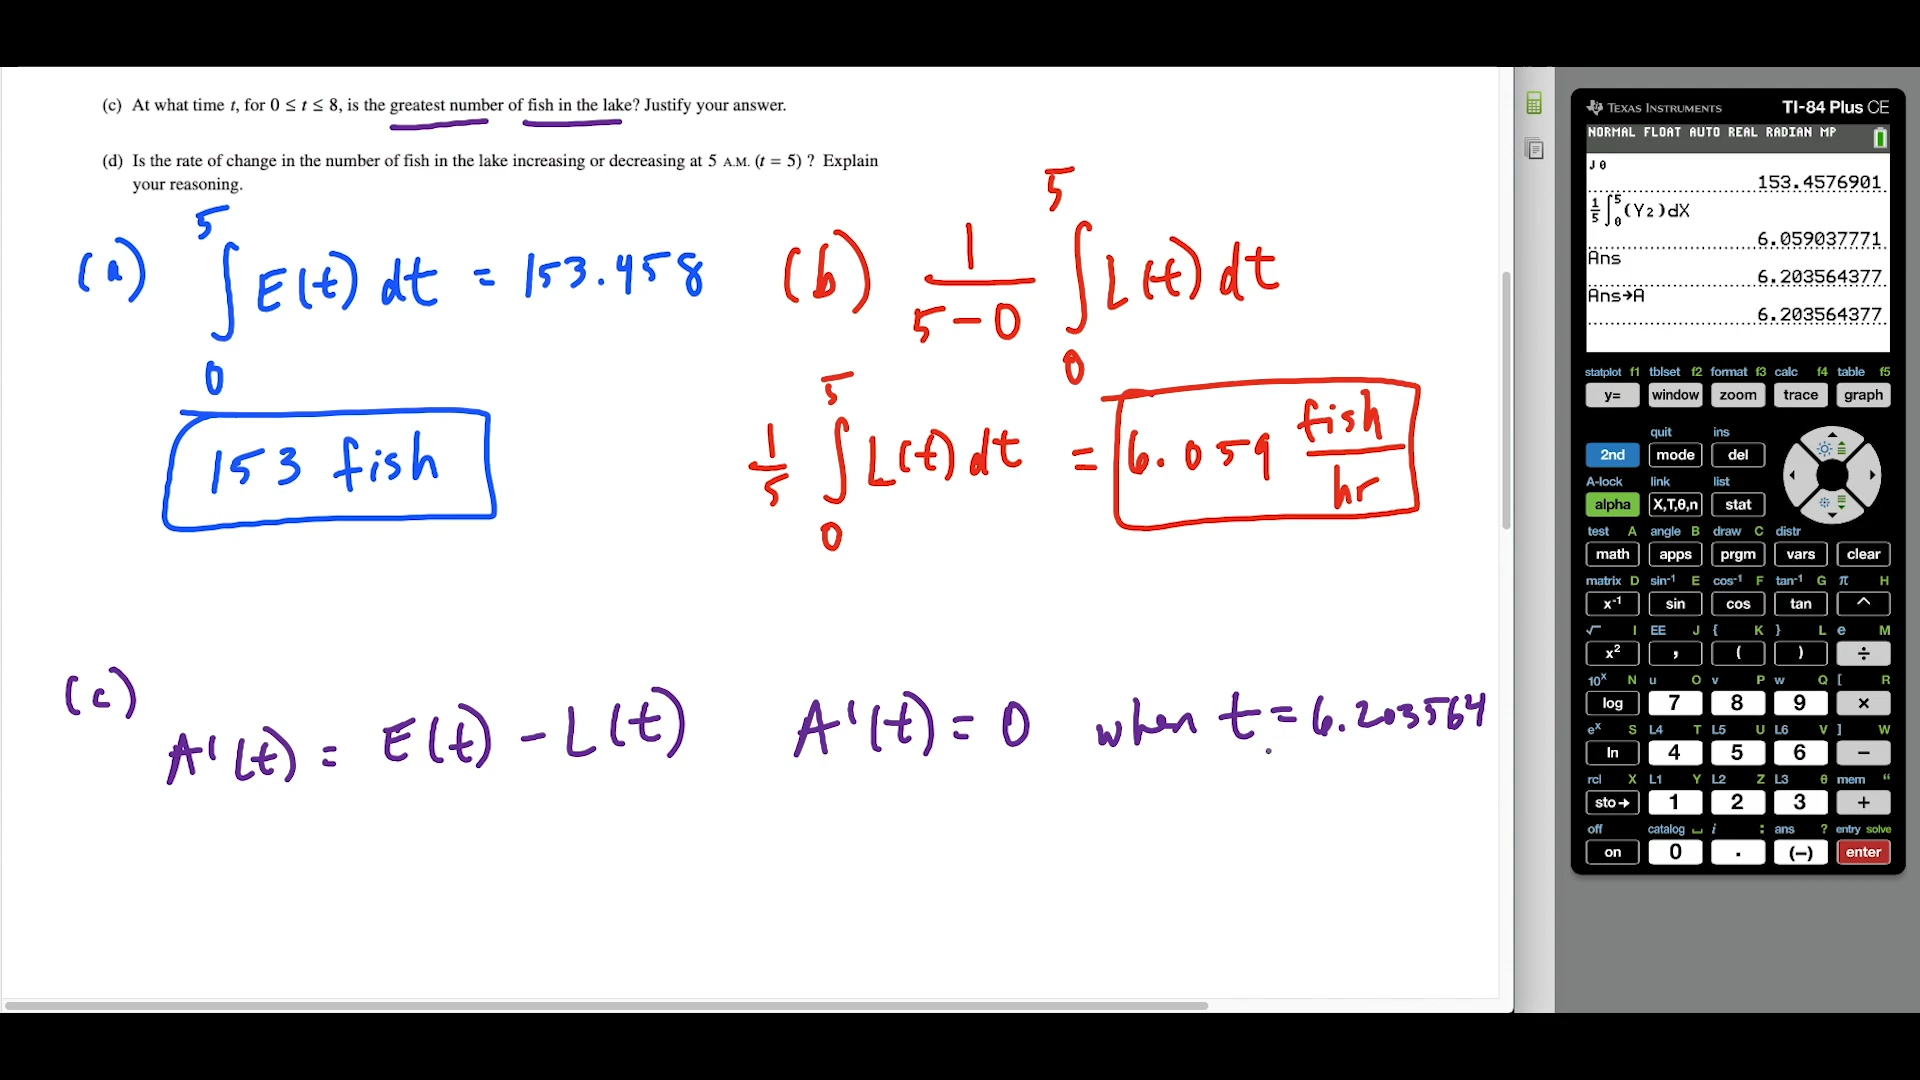 (c) At what time t, for 0 ≤ t ≤ 8, is the greatest number of fish in the lake? Justify your answer.
(d) Is the rate of change in the number of fish in the lake increasing or decreasing at 5 A.M. (t = 5) ? Explain
your reasoning.
(a) ∫₀⁵ E(t) dt = 153.458
153 fish
(b) 1/(5-0) ∫₀⁵ L(t) dt
1/5 ∫₀⁵ L(t) dt = 6.059 fish/hr
(c) A'(t) = E(t) - L(t) A'(t) = 0 when t = 6.203564
TEXAS INSTRUMENTS TI-84 Plus CE
NORMAL FLOAT AUTO REAL RADIAN MP
153.4576901
1/5 ∫₀⁵ (Y₂)dX
6.059037771
Ans
6.203564377
Ans→A
6.203564377
statplot f1 tblset f2 format f3 calc f4 table f5
y= window zoom trace graph
quit ins
2nd mode del
A-lock link list
alpha X,T,θ,n stat
test A angle B draw C distr
math apps prgm vars clear
matrix D sin⁻¹ E cos⁻¹ F tan⁻¹ G π H
x⁻¹ sin cos tan ^
√ I EE J { K } L e M
x² , ( ) ÷
10ˣ N u O v P w Q [ R
log 7 8 9 ×
eˣ S L4 T L5 U L6 V ] W
ln 4 5 6 −
rcl X L1 Y L2 Z L3 θ mem "
sto→ 1 2 3 +
off catalog ⎵ i : ans ? entry solve
on 0 . (−) enter